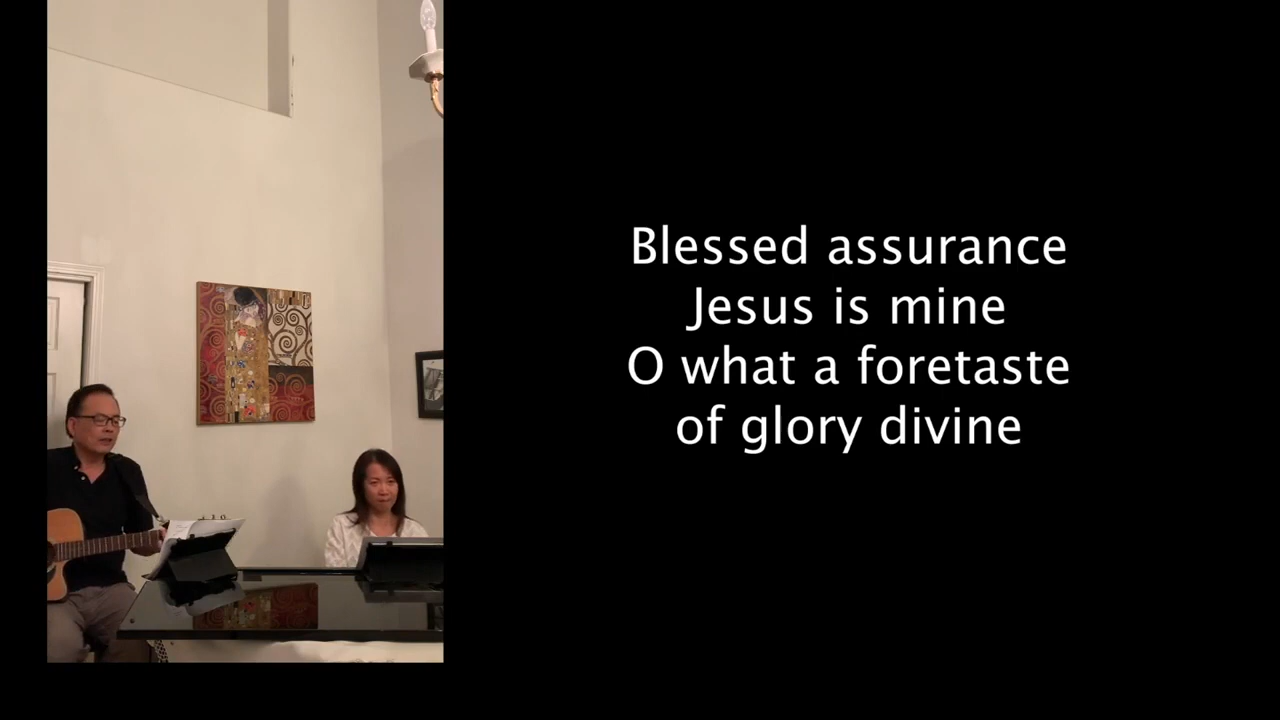 Blessed assurance
Jesus is mine
O what a foretaste
of glory divine